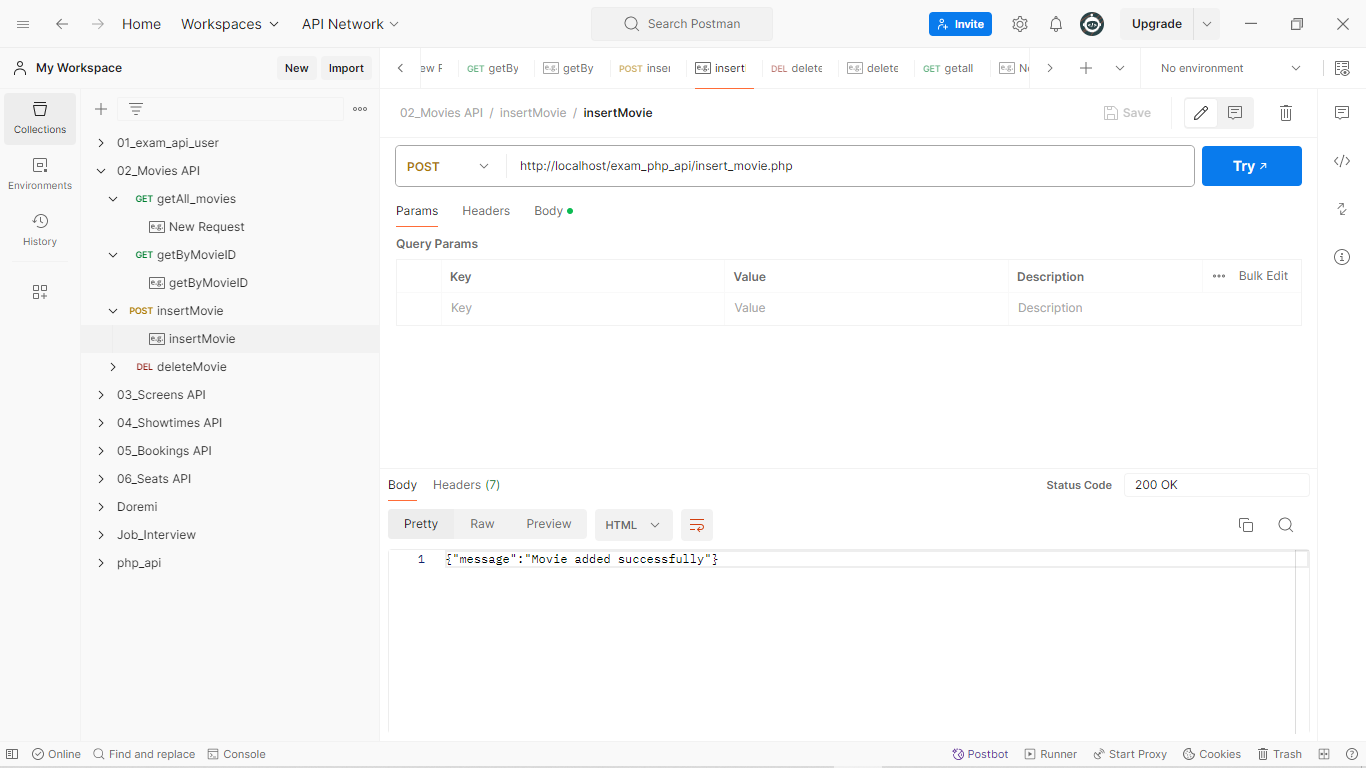 Home Workspaces API Network Search Postman Invite Upgrade
My Workspace New Import ew F GET getBy e.g. getBy POST inser e.g. insert DEL delete e.g. delete GET getall e.g. Ne No environment
Collections
Environments
History
01_exam_api_user
02_Movies API
GET getAll_movies
e.g. New Request
GET getByMovieID
e.g. getByMovieID
POST insertMovie
e.g. insertMovie
DEL deleteMovie
03_Screens API
04_Showtimes API
05_Bookings API
06_Seats API
Doremi
Job_Interview
php_api
02_Movies API / insertMovie / insertMovie Save
POST http://localhost/exam_php_api/insert_movie.php Try
Params Headers Body
Query Params
Key Value Description Bulk Edit
Key Value Description
Body Headers (7) Status Code 200 OK
Pretty Raw Preview HTML
1 {"message":"Movie added successfully"}
Online Find and replace Console Postbot Runner Start Proxy Cookies Trash